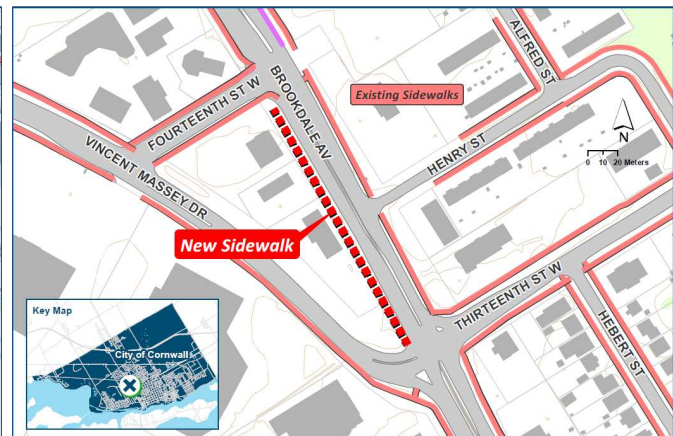 BROOKDALE AV
ALFRED ST
Existing Sidewalks
FOURTEENTH ST W
HENRY ST
N
VINCENT MASSEY DR
0 10 20 Meters
New Sidewalk
THIRTEENTH ST W
HEBERT ST
Key Map
City of Cornwall